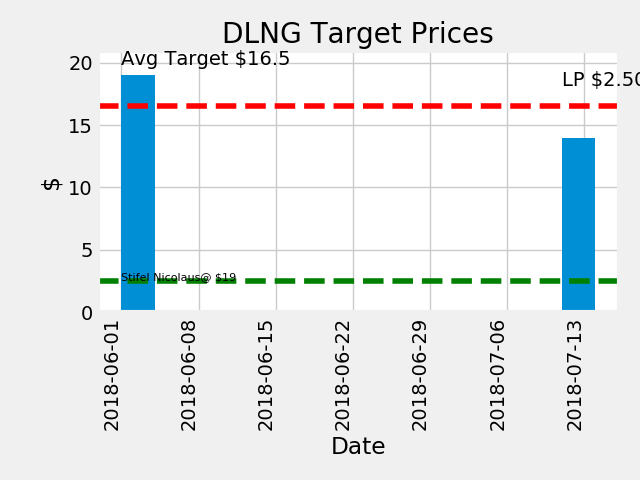 DLNG Target Prices
Avg Target $16.5
LP $2.50
$
20
15
10
5
0
Stifel Nicolaus@ $19
2018-06-01
2018-06-08
2018-06-15
2018-06-22
2018-06-29
2018-07-06
2018-07-13
Date